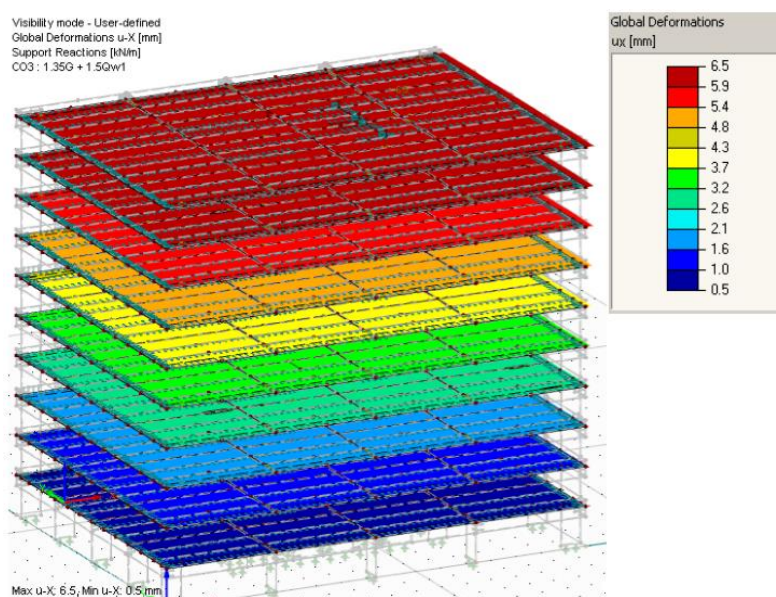 Visibility mode - User-defined
Global Deformations u-X [mm]
Support Reactions [kN/m]
CO3 : 1.35G + 1.5Qw1
Global Deformations
ux [mm]
6.5
5.9
5.4
4.8
4.3
3.7
3.2
2.6
2.1
1.6
1.0
0.5
Max u-X: 6.5, Min u-X: 0.5 mm